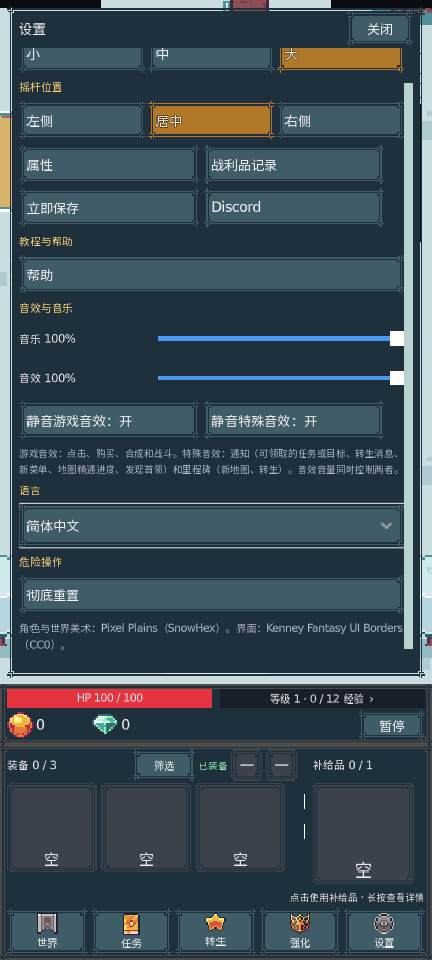 设置
关闭
小
中
大
摇杆位置
左侧
居中
右侧
属性
战利品记录
立即保存
Discord
教程与帮助
帮助
音效与音乐
音乐 100%
音效 100%
静音游戏音效：开
静音特殊音效：开
游戏音效：点击、购买、合成和战斗。特殊音效：通知（可领取的任务或目标、转生消息、
新菜单、地图精通进度、发现首领）和里程碑（新地图、转生）。音效音量同时控制两者。
语言
简体中文
危险操作
彻底重置
角色与世界美术：Pixel Plains（SnowHex）。界面：Kenney Fantasy UI Borders
（CC0）。
HP 100 / 100
等级 1 · 0 / 12 经验 ›
0
0
暂停
装备 0 / 3
筛选
已装备
—
—
补给品 0 / 1
空
空
空
空
点击使用补给品 · 长按查看详情
世界
任务
转生
强化
设置